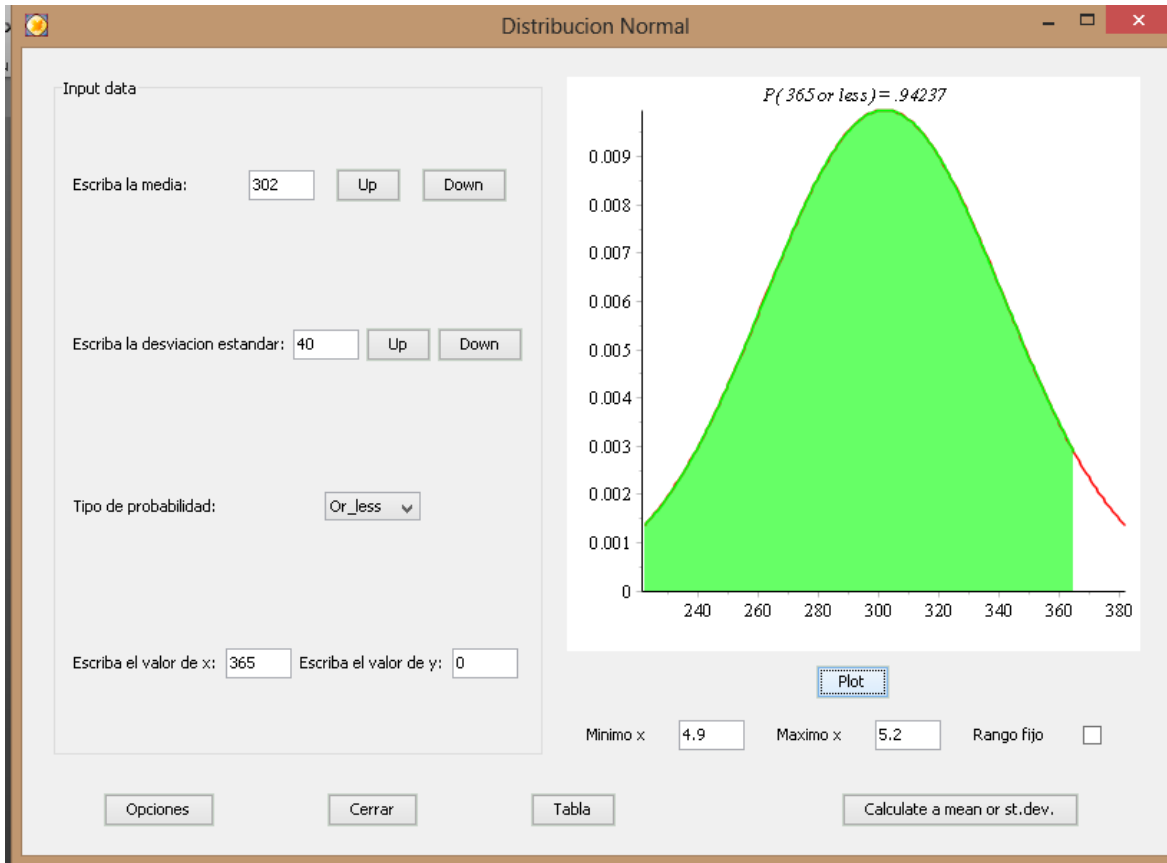 Distribucion Normal
Input data
Escriba la media: 302 Up Down
Escriba la desviacion estandar: 40 Up Down
Tipo de probabilidad: Or_less
Escriba el valor de x: 365 Escriba el valor de y: 0
P(365 or less)= .94237
0.009
0.008
0.007
0.006
0.005
0.004
0.003
0.002
0.001
0
240 260 280 300 320 340 360 380
Plot
Minimo x 4.9 Maximo x 5.2 Rango fijo
Opciones Cerrar Tabla Calculate a mean or st.dev.